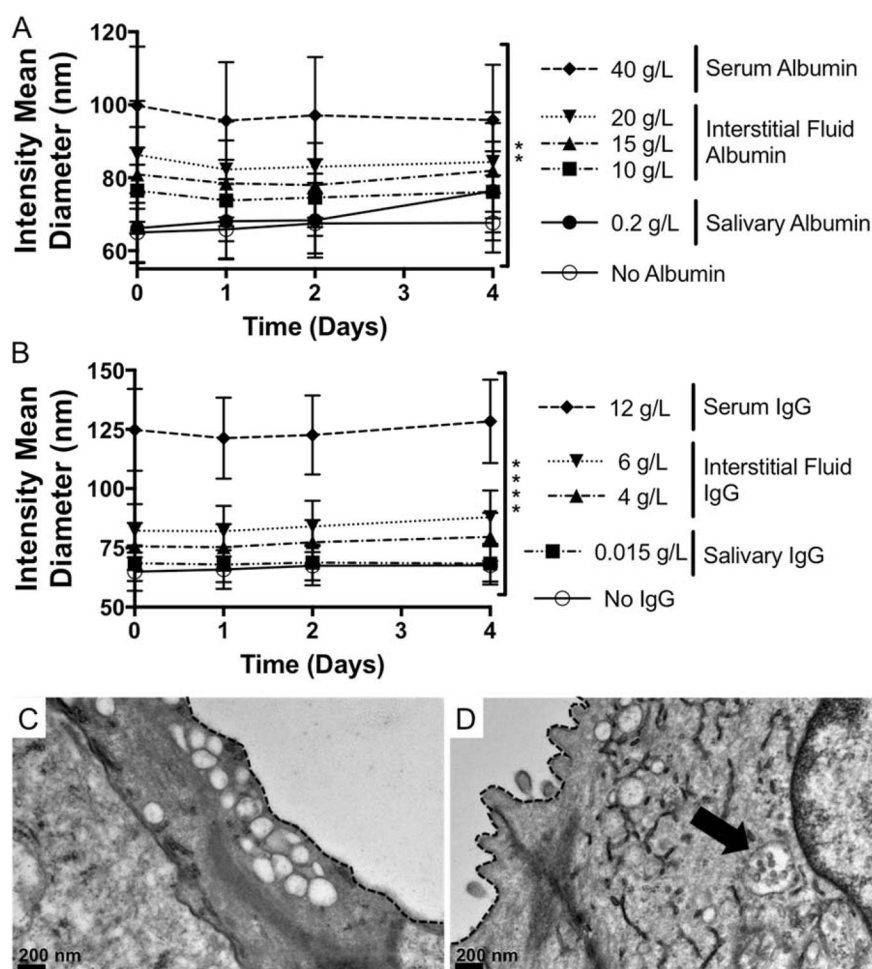 A
Intensity Mean
Diameter (nm)
120
100
80
60
0 1 2 3 4
Time (Days)
40 g/L Serum Albumin
20 g/L
15 g/L
10 g/L
Interstitial Fluid
Albumin
0.2 g/L Salivary Albumin
No Albumin
**
B
Intensity Mean
Diameter (nm)
150
125
100
75
50
0 1 2 3 4
Time (Days)
12 g/L Serum IgG
6 g/L
4 g/L
Interstitial Fluid
IgG
0.015 g/L Salivary IgG
No IgG
****
C
200 nm
D
200 nm